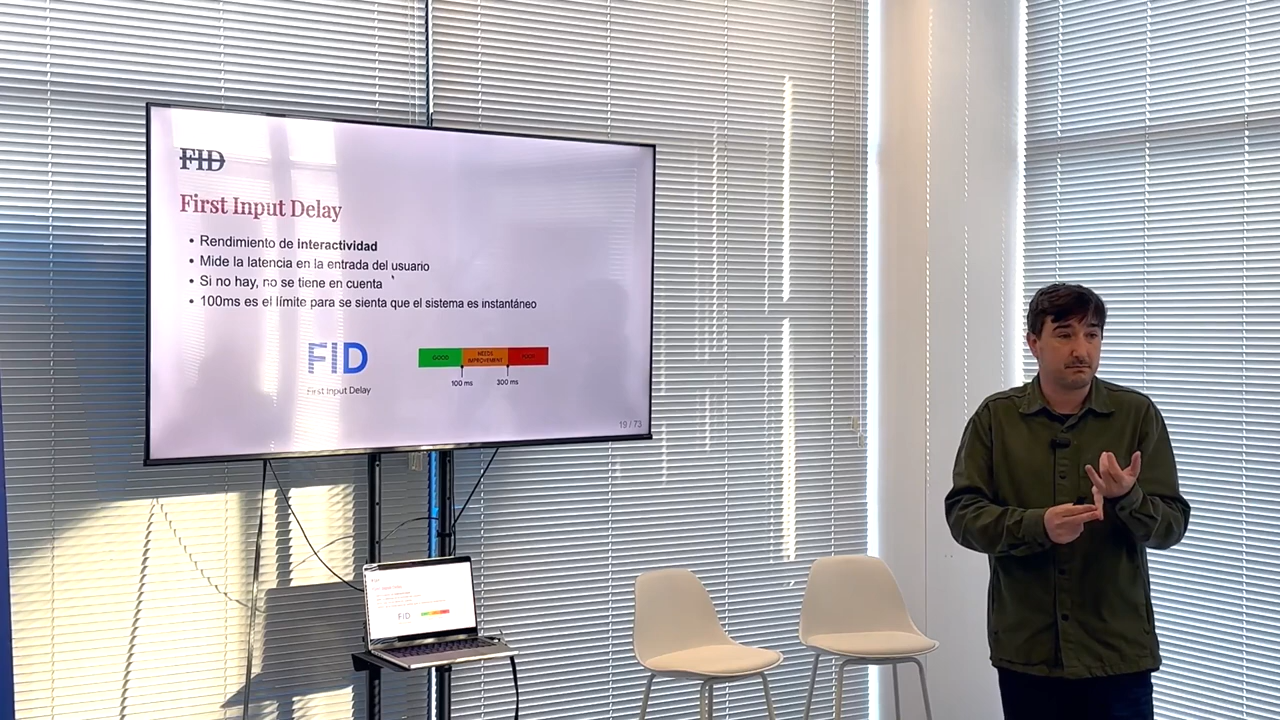 FID
First Input Delay
• Rendimiento de interactividad
• Mide la latencia en la entrada del usuario
• Si no hay, no se tiene en cuenta
• 100ms es el límite para se sienta que el sistema es instantáneo
FID
First Input Delay
GOOD
NEEDS
IMPROVEMENT
POOR
100 ms
300 ms
19 / 73
FID